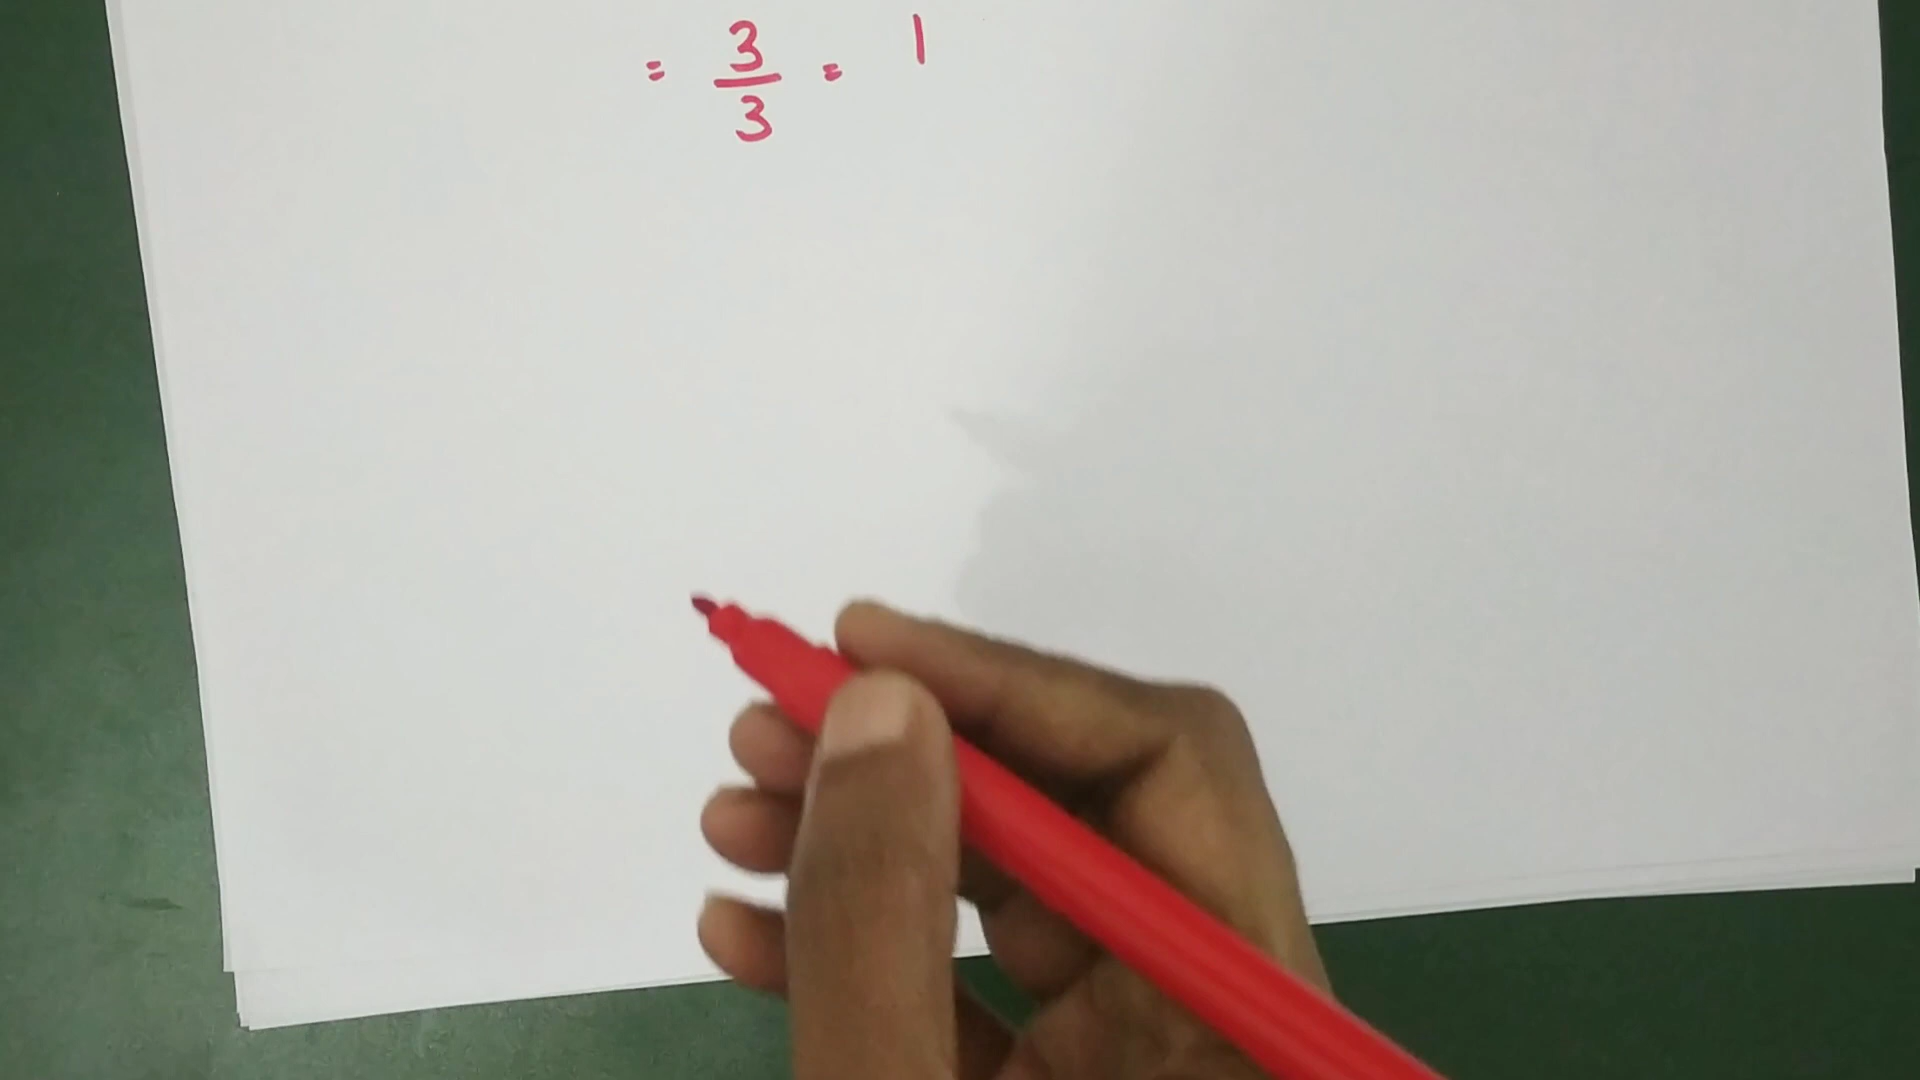 = 3/3 = 1